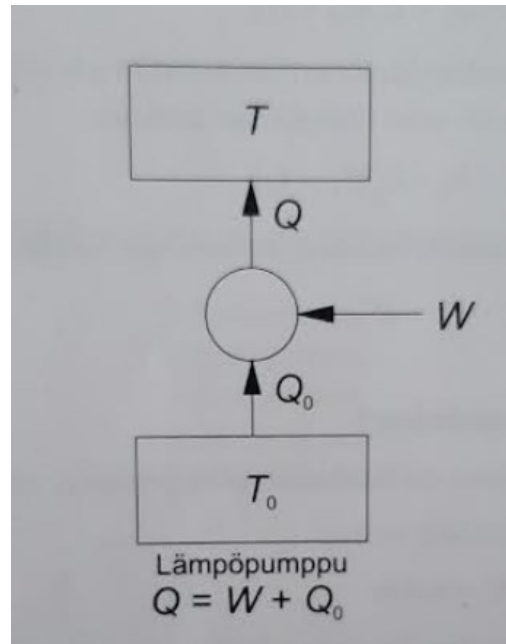 T
Q
W
Q₀
T₀
Lämpöpumppu
Q = W + Q₀